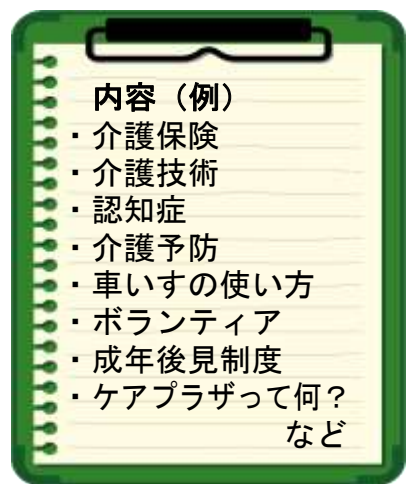 内容（例）
・介護保険
・介護技術
・認知症
・介護予防
・車いすの使い方
・ボランティア
・成年後見制度
・ケアプラザって何？
など